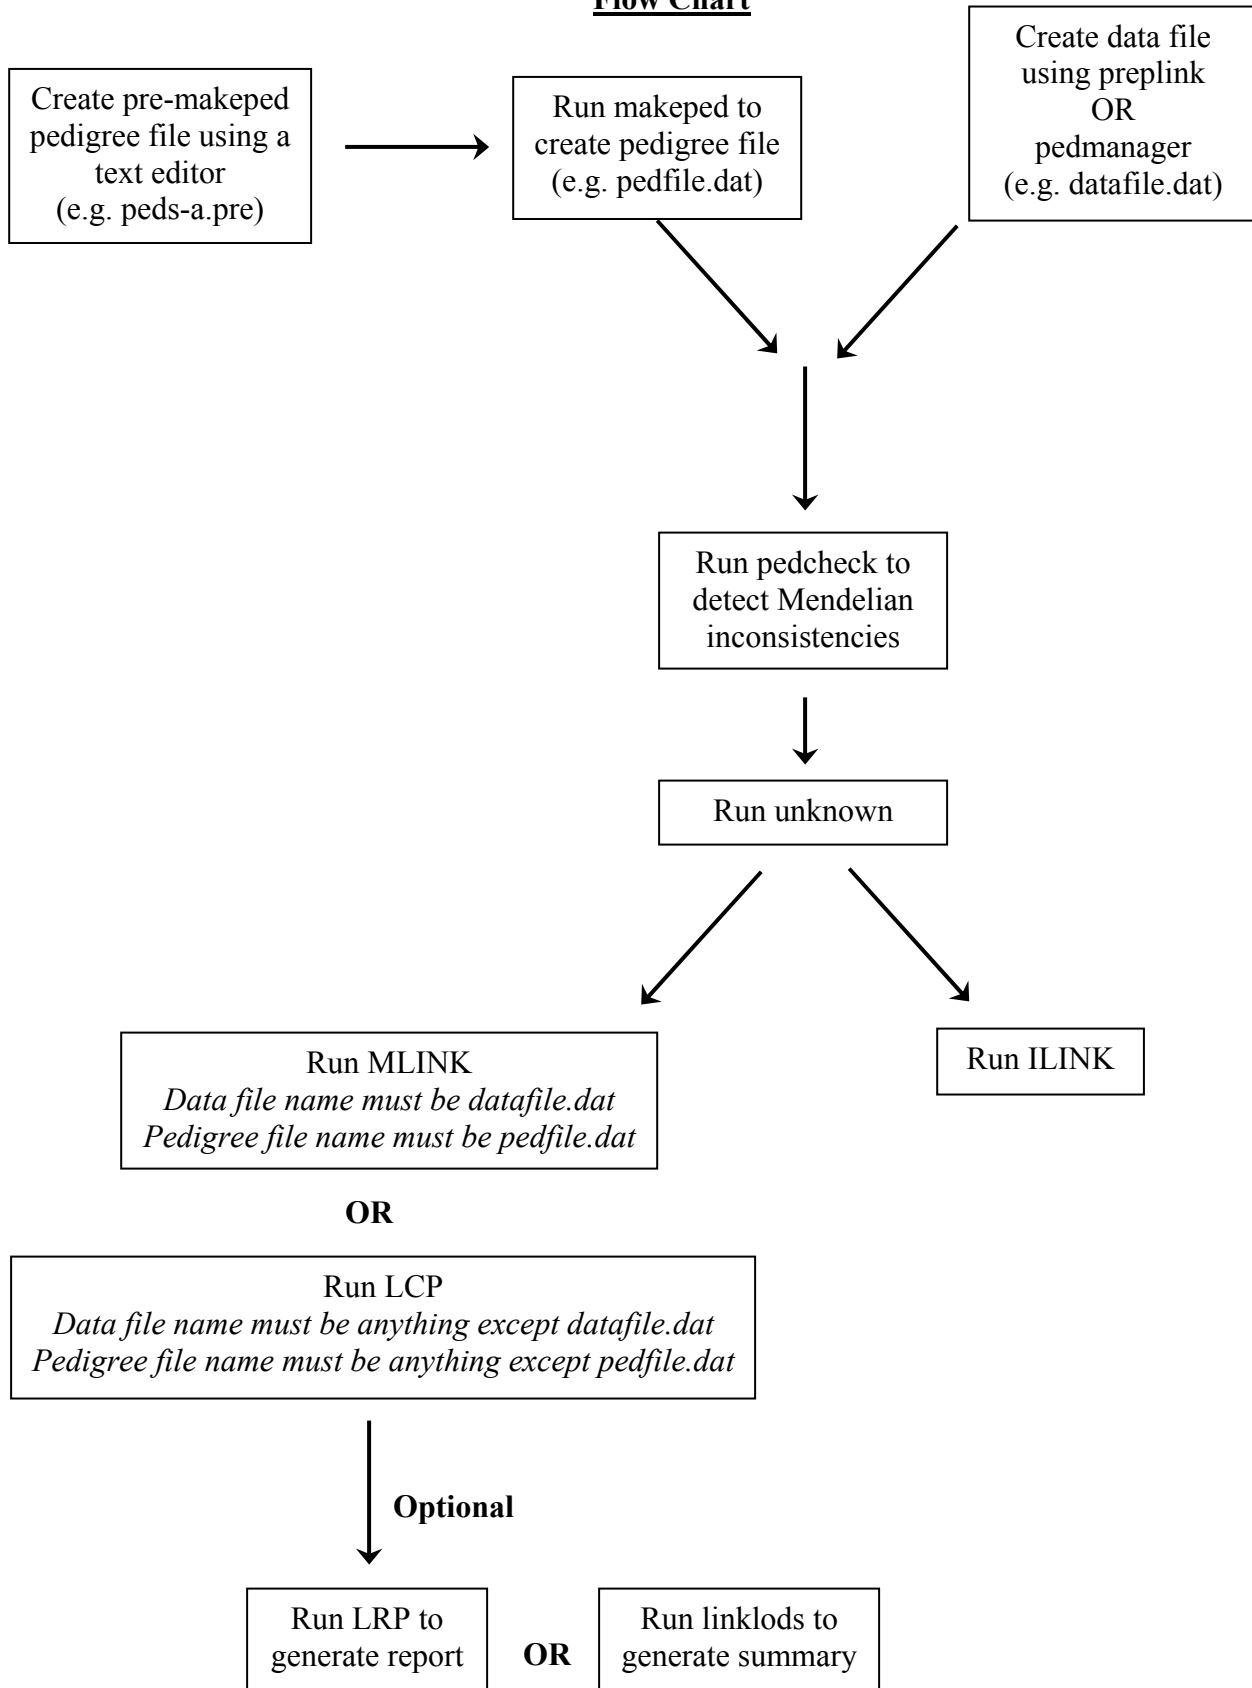 Flow Chart
Create pre-makeped
pedigree file using a
text editor
(e.g. peds-a.pre)
Run makeped to
create pedigree file
(e.g. pedfile.dat)
Create data file
using preplink
OR
pedmanager
(e.g. datafile.dat)
Run pedcheck to
detect Mendelian
inconsistencies
Run unknown
Run MLINK
Data file name must be datafile.dat
Pedigree file name must be pedfile.dat
Run ILINK
OR
Run LCP
Data file name must be anything except datafile.dat
Pedigree file name must be anything except pedfile.dat
Optional
Run LRP to
generate report
OR
Run linklods to
generate summary